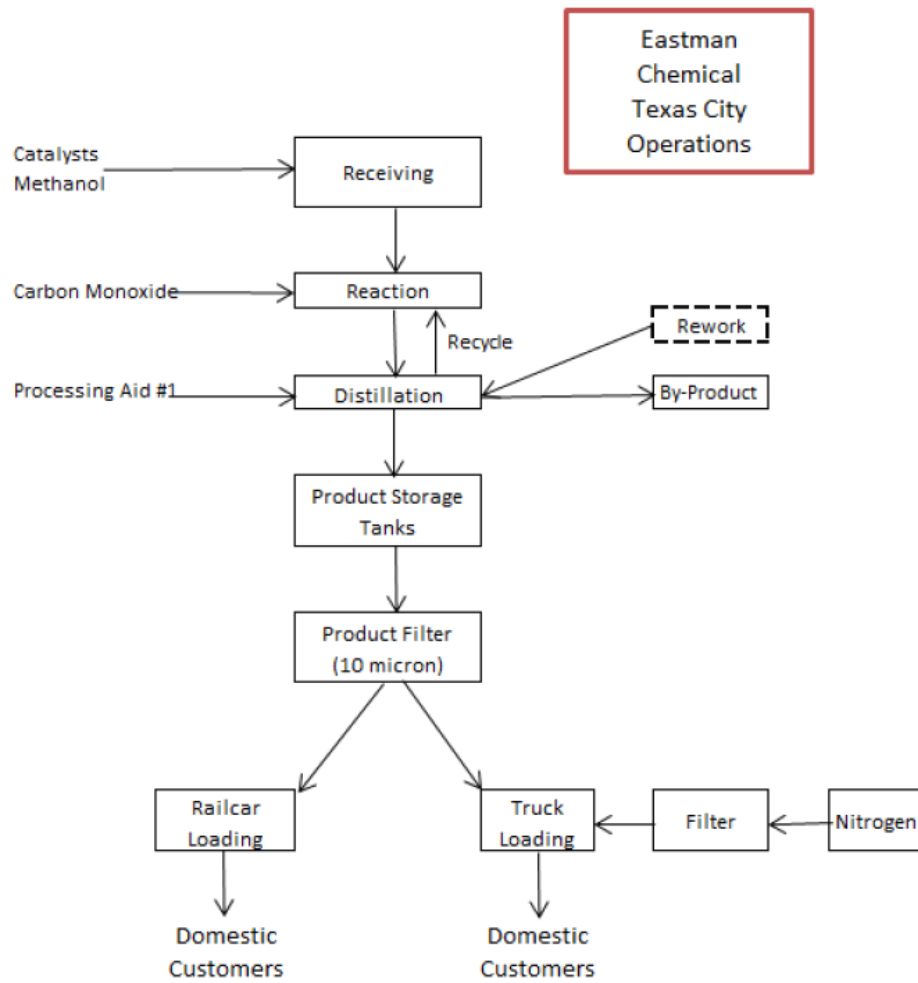 Eastman
Chemical
Texas City
Operations
Catalysts
Methanol
Receiving
Carbon Monoxide
Reaction
Recycle
Rework
Processing Aid #1
Distillation
By-Product
Product Storage
Tanks
Product Filter
(10 micron)
Railcar
Loading
Truck
Loading
Filter
Nitrogen
Domestic
Customers
Domestic
Customers